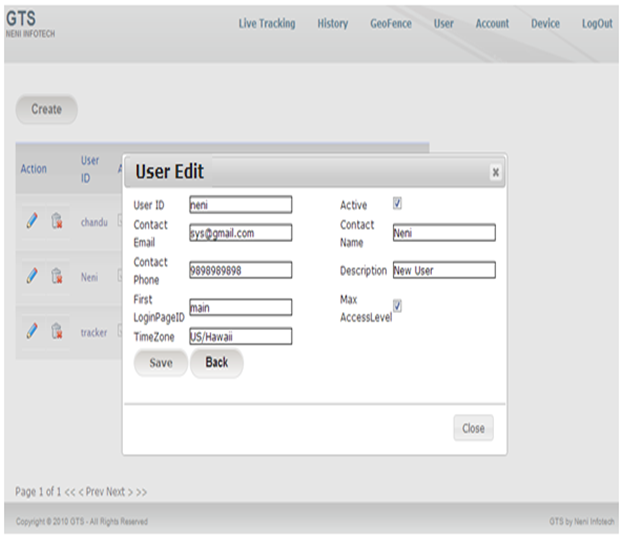 GTS
NENI INFOTECH
Live Tracking History GeoFence User Account Device LogOut
Create
Action User ID A
chandu
Neni
tracker
User Edit x
User ID neni Active
Contact Email sys@gmail.com Contact Name Neni
Contact Phone 9898989898 Description New User
First LoginPageID main Max AccessLevel
TimeZone US/Hawaii
Save Back
Close
Page 1 of 1 << < Prev Next > >>
Copyright © 2010 GTS - All Rights Reserved GTS by Neni Infotech